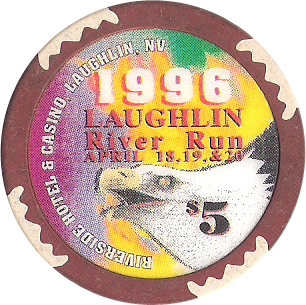 RIVERSIDE HOTEL & CASINO, LAUGHLIN, NV.
1996
LAUGHLIN
River Run
APRIL 18,19,&20
$5